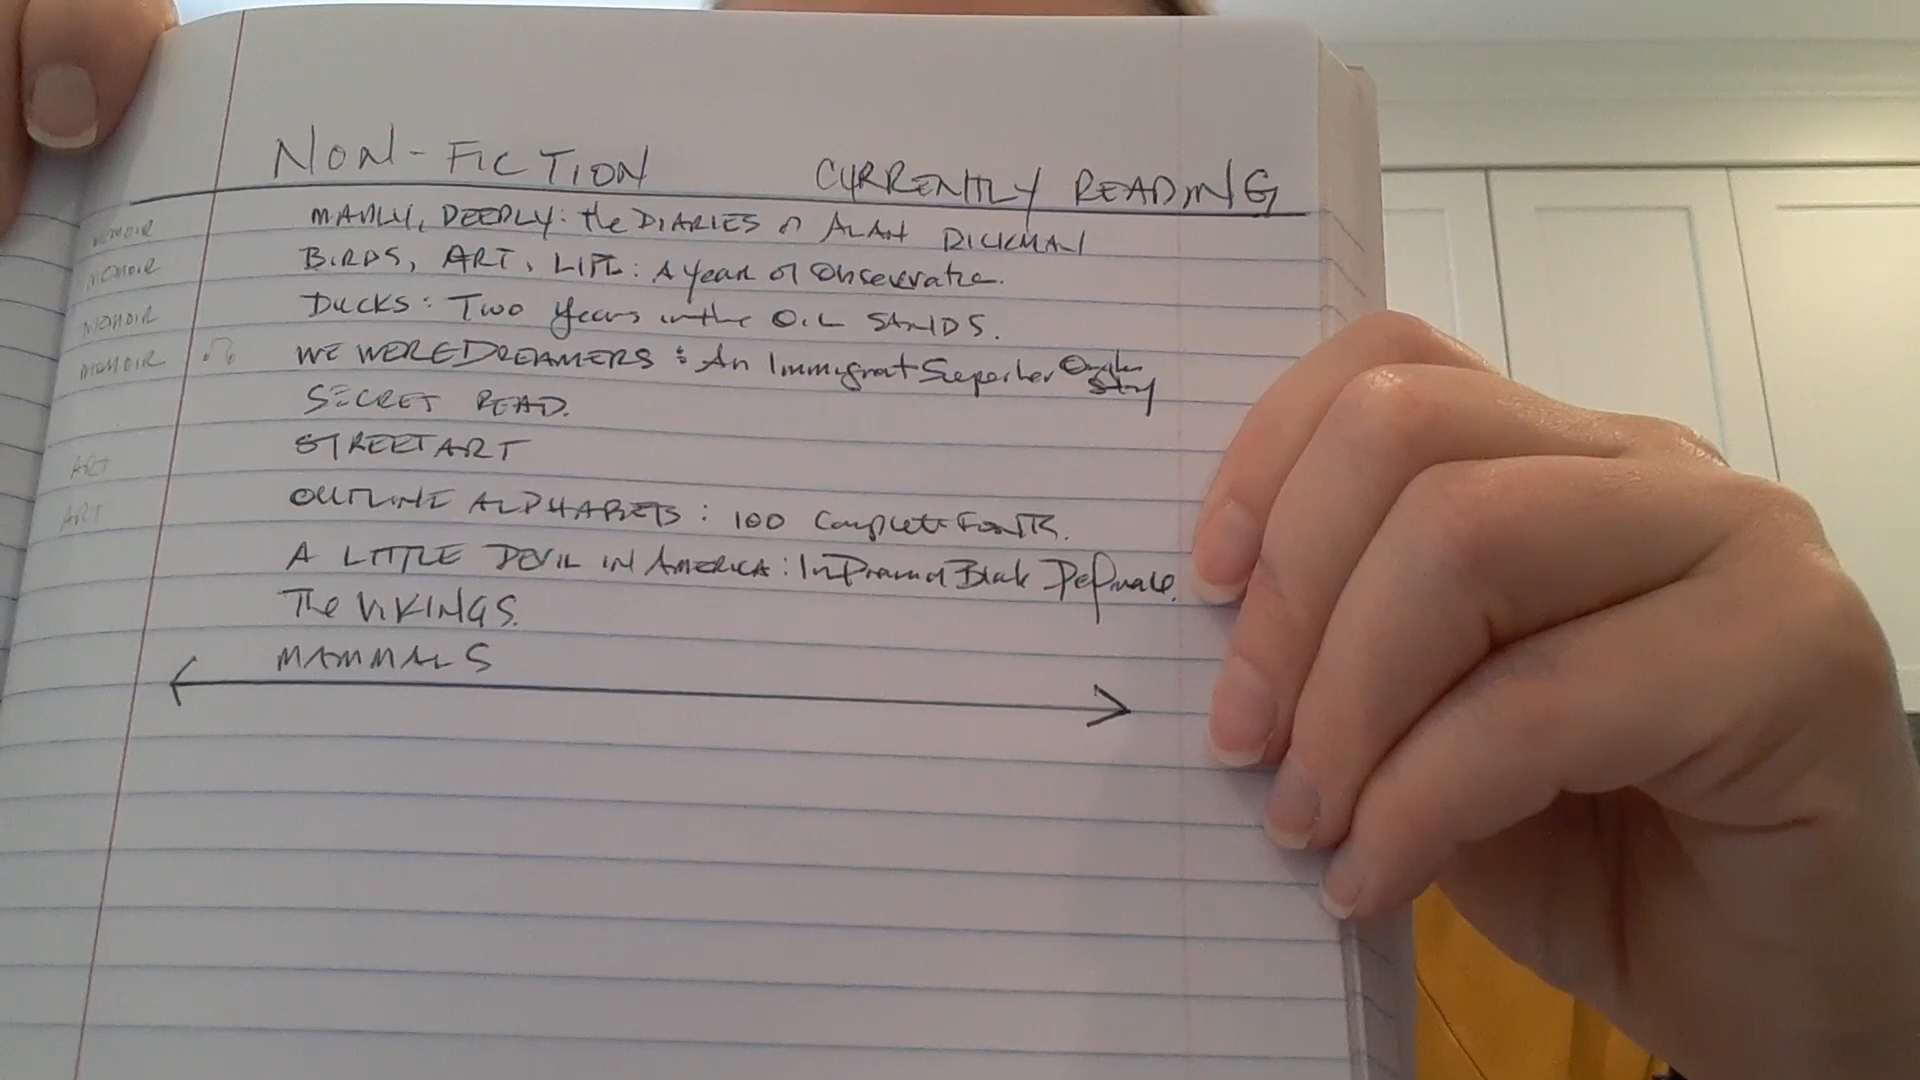 NON-FICTION CURRENTLY READING
MEMOIR MADLY, DEEPLY: the DIARIES of ALAN RICKMAN
MEMOIR BIRDS, ART, LIFE: A Year of Observation.
MEMOIR DUCKS: Two Years in the OIL SANDS.
MEMOIR WE WERE DREAMERS: An Immigrant Superhero Origin Story
SECRET READ.
ART STREET ART
ART OUTLINE ALPHABETS: 100 Complete FONTS.
A LITTLE DEVIL IN AMERICA: In Praise of Black Performance.
The VIKINGS.
MAMMALS